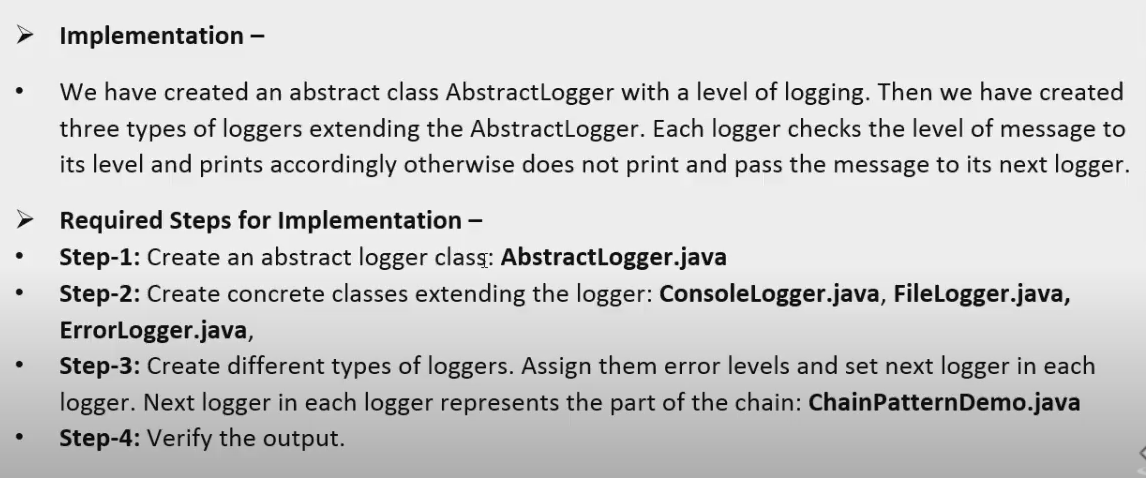 ➢ Implementation –
• We have created an abstract class AbstractLogger with a level of logging. Then we have created
three types of loggers extending the AbstractLogger. Each logger checks the level of message to
its level and prints accordingly otherwise does not print and pass the message to its next logger.
➢ Required Steps for Implementation –
• Step-1: Create an abstract logger class: AbstractLogger.java
• Step-2: Create concrete classes extending the logger: ConsoleLogger.java, FileLogger.java,
ErrorLogger.java,
• Step-3: Create different types of loggers. Assign them error levels and set next logger in each
logger. Next logger in each logger represents the part of the chain: ChainPatternDemo.java
• Step-4: Verify the output.